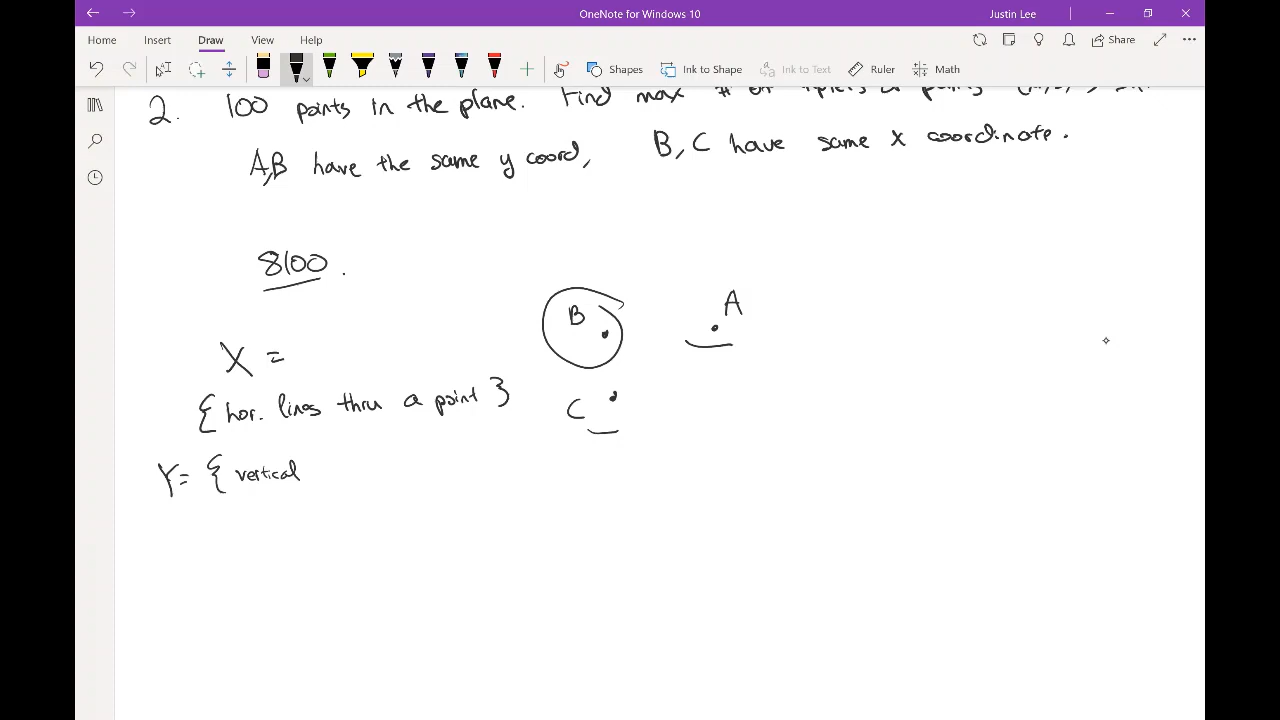 OneNote for Windows 10
Justin Lee
Home Insert Draw View Help
Share
Shapes Ink to Shape Ink to Text Ruler Math
2. 100 points in the plane. Find max # of
A,B have the same y coord, B, C have same x coordinate.
8100.
B A
X =
{ hor. lines thru a point }
C
Y = { vertical